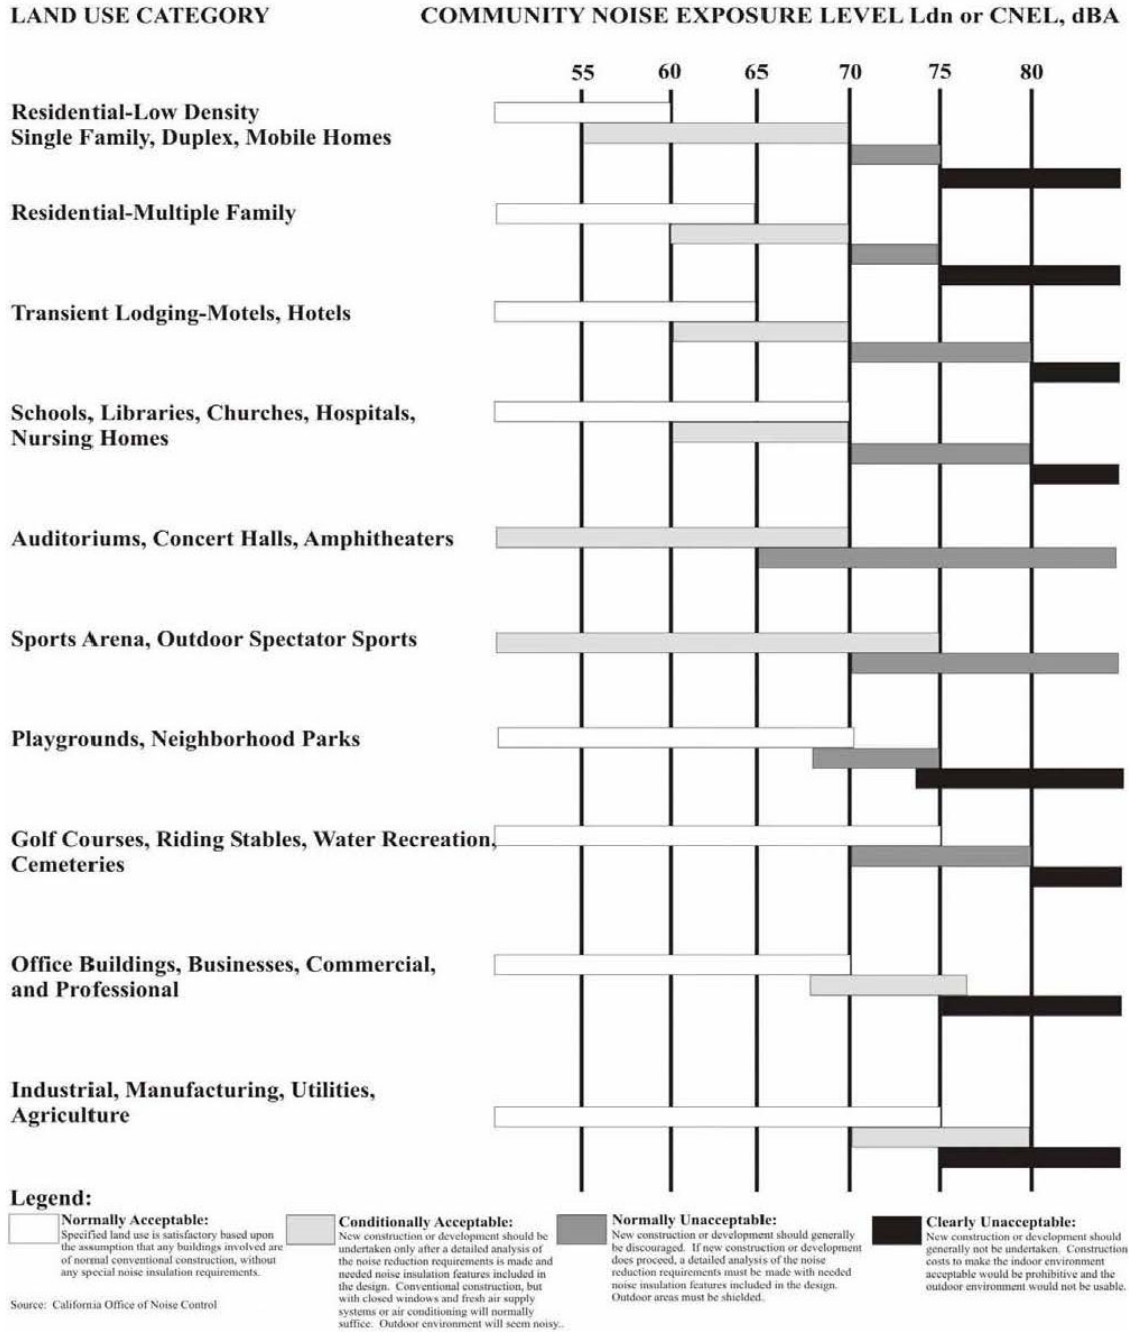 LAND USE CATEGORY
COMMUNITY NOISE EXPOSURE LEVEL Ldn or CNEL, dBA
55 60 65 70 75 80
Residential-Low Density
Single Family, Duplex, Mobile Homes
Residential-Multiple Family
Transient Lodging-Motels, Hotels
Schools, Libraries, Churches, Hospitals,
Nursing Homes
Auditoriums, Concert Halls, Amphitheaters
Sports Arena, Outdoor Spectator Sports
Playgrounds, Neighborhood Parks
Golf Courses, Riding Stables, Water Recreation,
Cemeteries
Office Buildings, Businesses, Commercial,
and Professional
Industrial, Manufacturing, Utilities,
Agriculture
Legend:
Normally Acceptable:
Specified land use is satisfactory based upon
the assumption that any buildings involved are
of normal conventional construction, without
any special noise insulation requirements.
Conditionally Acceptable:
New construction or development should be
undertaken only after a detailed analysis of
the noise reduction requirements is made and
needed noise insulation features included in
the design. Conventional construction, but
with closed windows and fresh air supply
systems or air conditioning will normally
suffice. Outdoor environment will seem noisy..
Normally Unacceptable:
New construction or development should generally
be discouraged. If new construction or development
does proceed, a detailed analysis of the noise
reduction requirements must be made with needed
noise insulation features included in the design.
Outdoor areas must be shielded.
Clearly Unacceptable:
New construction or development should
generally not be undertaken. Construction
costs to make the indoor environment
acceptable would be prohibitive and the
outdoor environment would not be usable.
Source: California Office of Noise Control